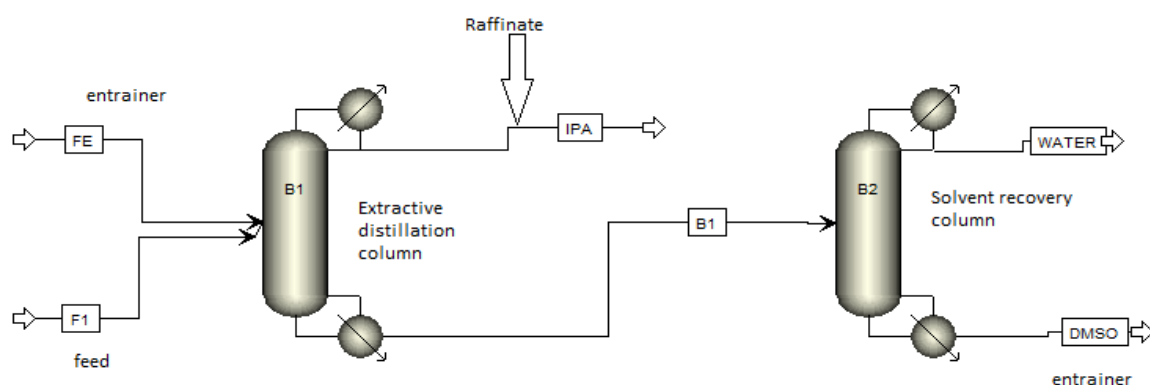 Raffinate
entrainer
FE
IPA
B1
Extractive
distillation
column
B1
F1
feed
B2
WATER
Solvent recovery
column
DMSO
entrainer